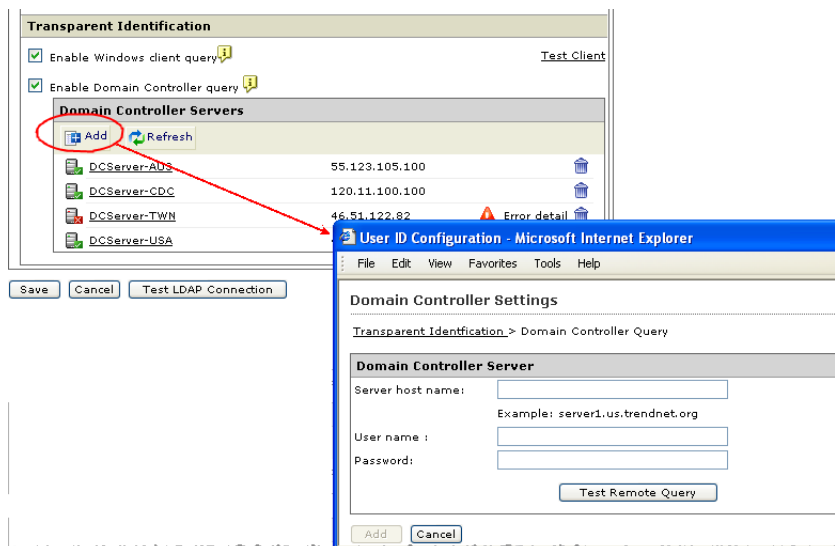 Transparent Identification
Enable Windows client query
Test Client
Enable Domain Controller query
Domain Controller Servers
Add Refresh
DCServer-AUS 55.123.105.100
DCServer-CDC 120.11.100.100
DCServer-TWN 46.51.122.82 Error detail
DCServer-USA
Save Cancel Test LDAP Connection
User ID Configuration - Microsoft Internet Explorer
File Edit View Favorites Tools Help
Domain Controller Settings
Transparent Identfication > Domain Controller Query
Domain Controller Server
Server host name:
Example: server1.us.trendnet.org
User name :
Password:
Test Remote Query
Add Cancel